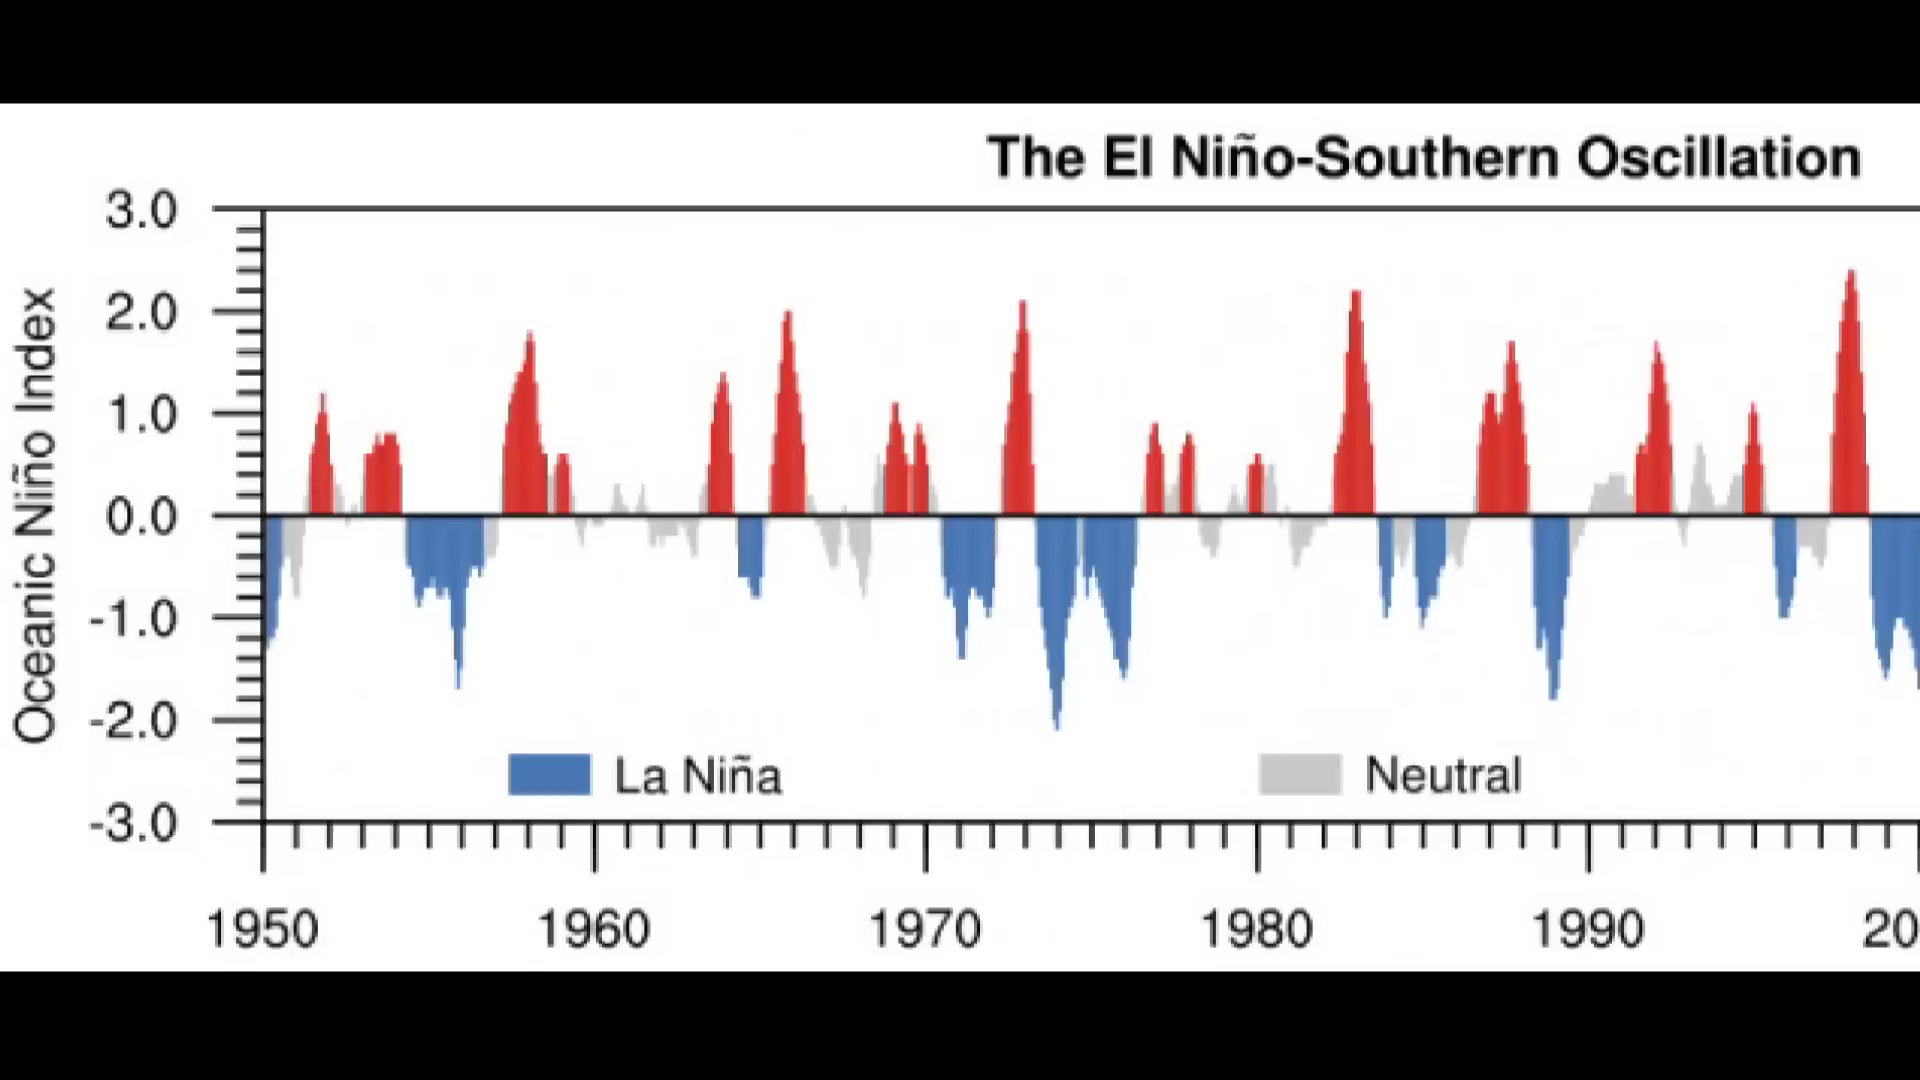 The El Niño-Southern Oscillation
Oceanic Niño Index
3.0
2.0
1.0
0.0
-1.0
-2.0
-3.0
La Niña
Neutral
1950 1960 1970 1980 1990 20